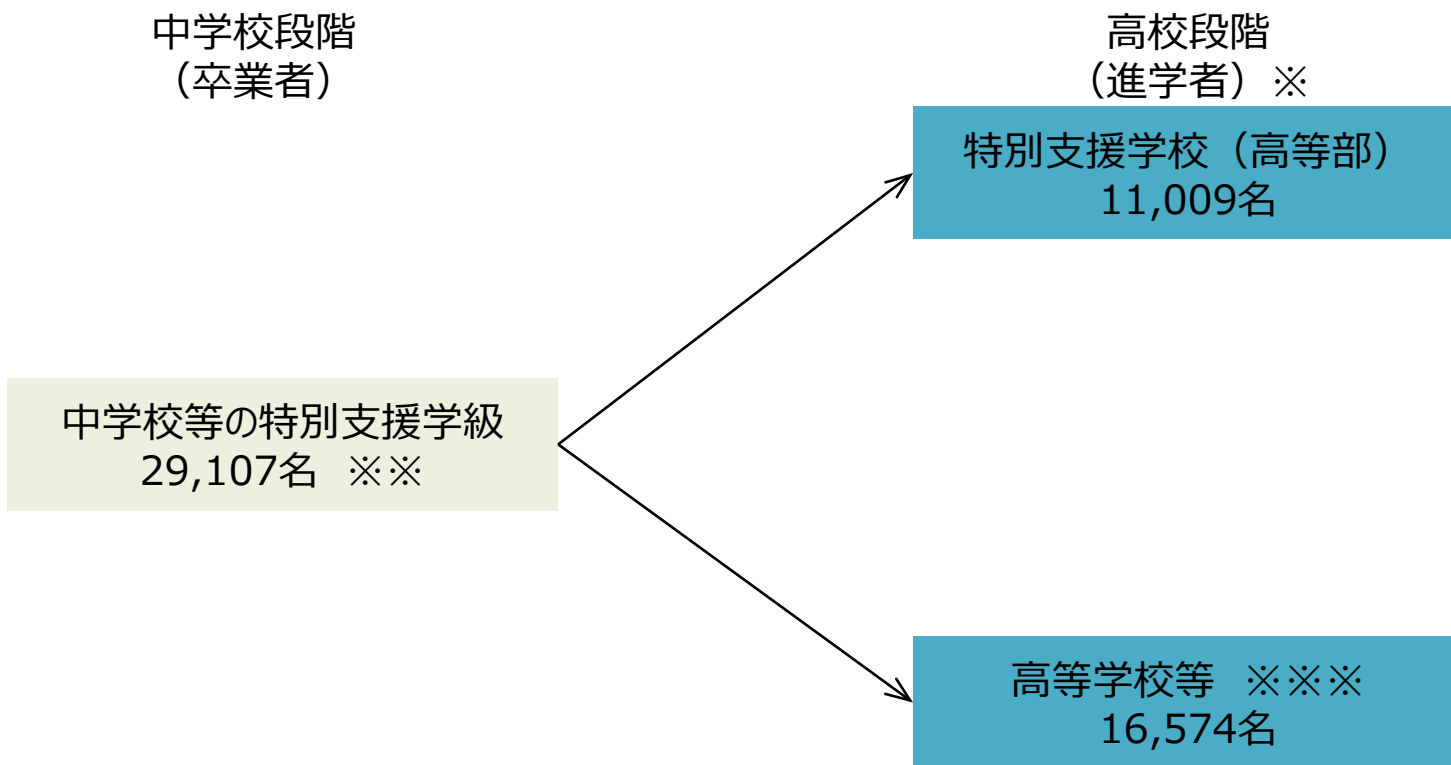 中学校段階
（卒業者）
高校段階
（進学者）※
特別支援学校（高等部）
11,009名
中学校等の特別支援学級
29,107名 ※※
高等学校等 ※※※
16,574名